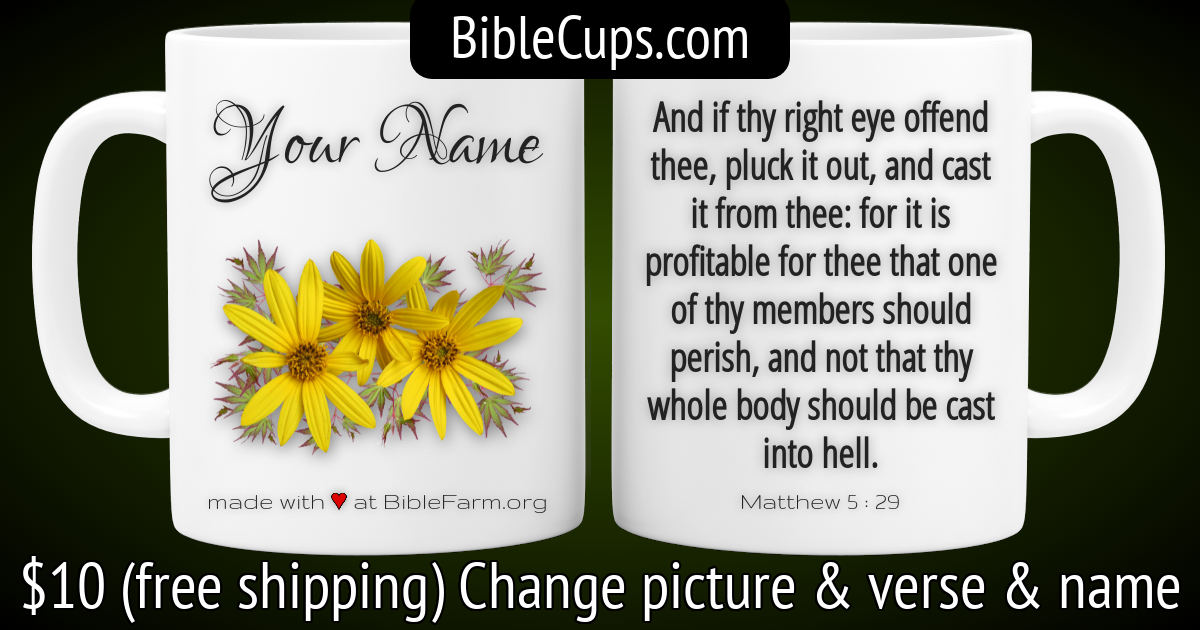 BibleCups.com
Your Name
made with ♥ at BibleFarm.org
And if thy right eye offend
thee, pluck it out, and cast
it from thee: for it is
profitable for thee that one
of thy members should
perish, and not that thy
whole body should be cast
into hell.
Matthew 5 : 29
$10 (free shipping) Change picture & verse & name